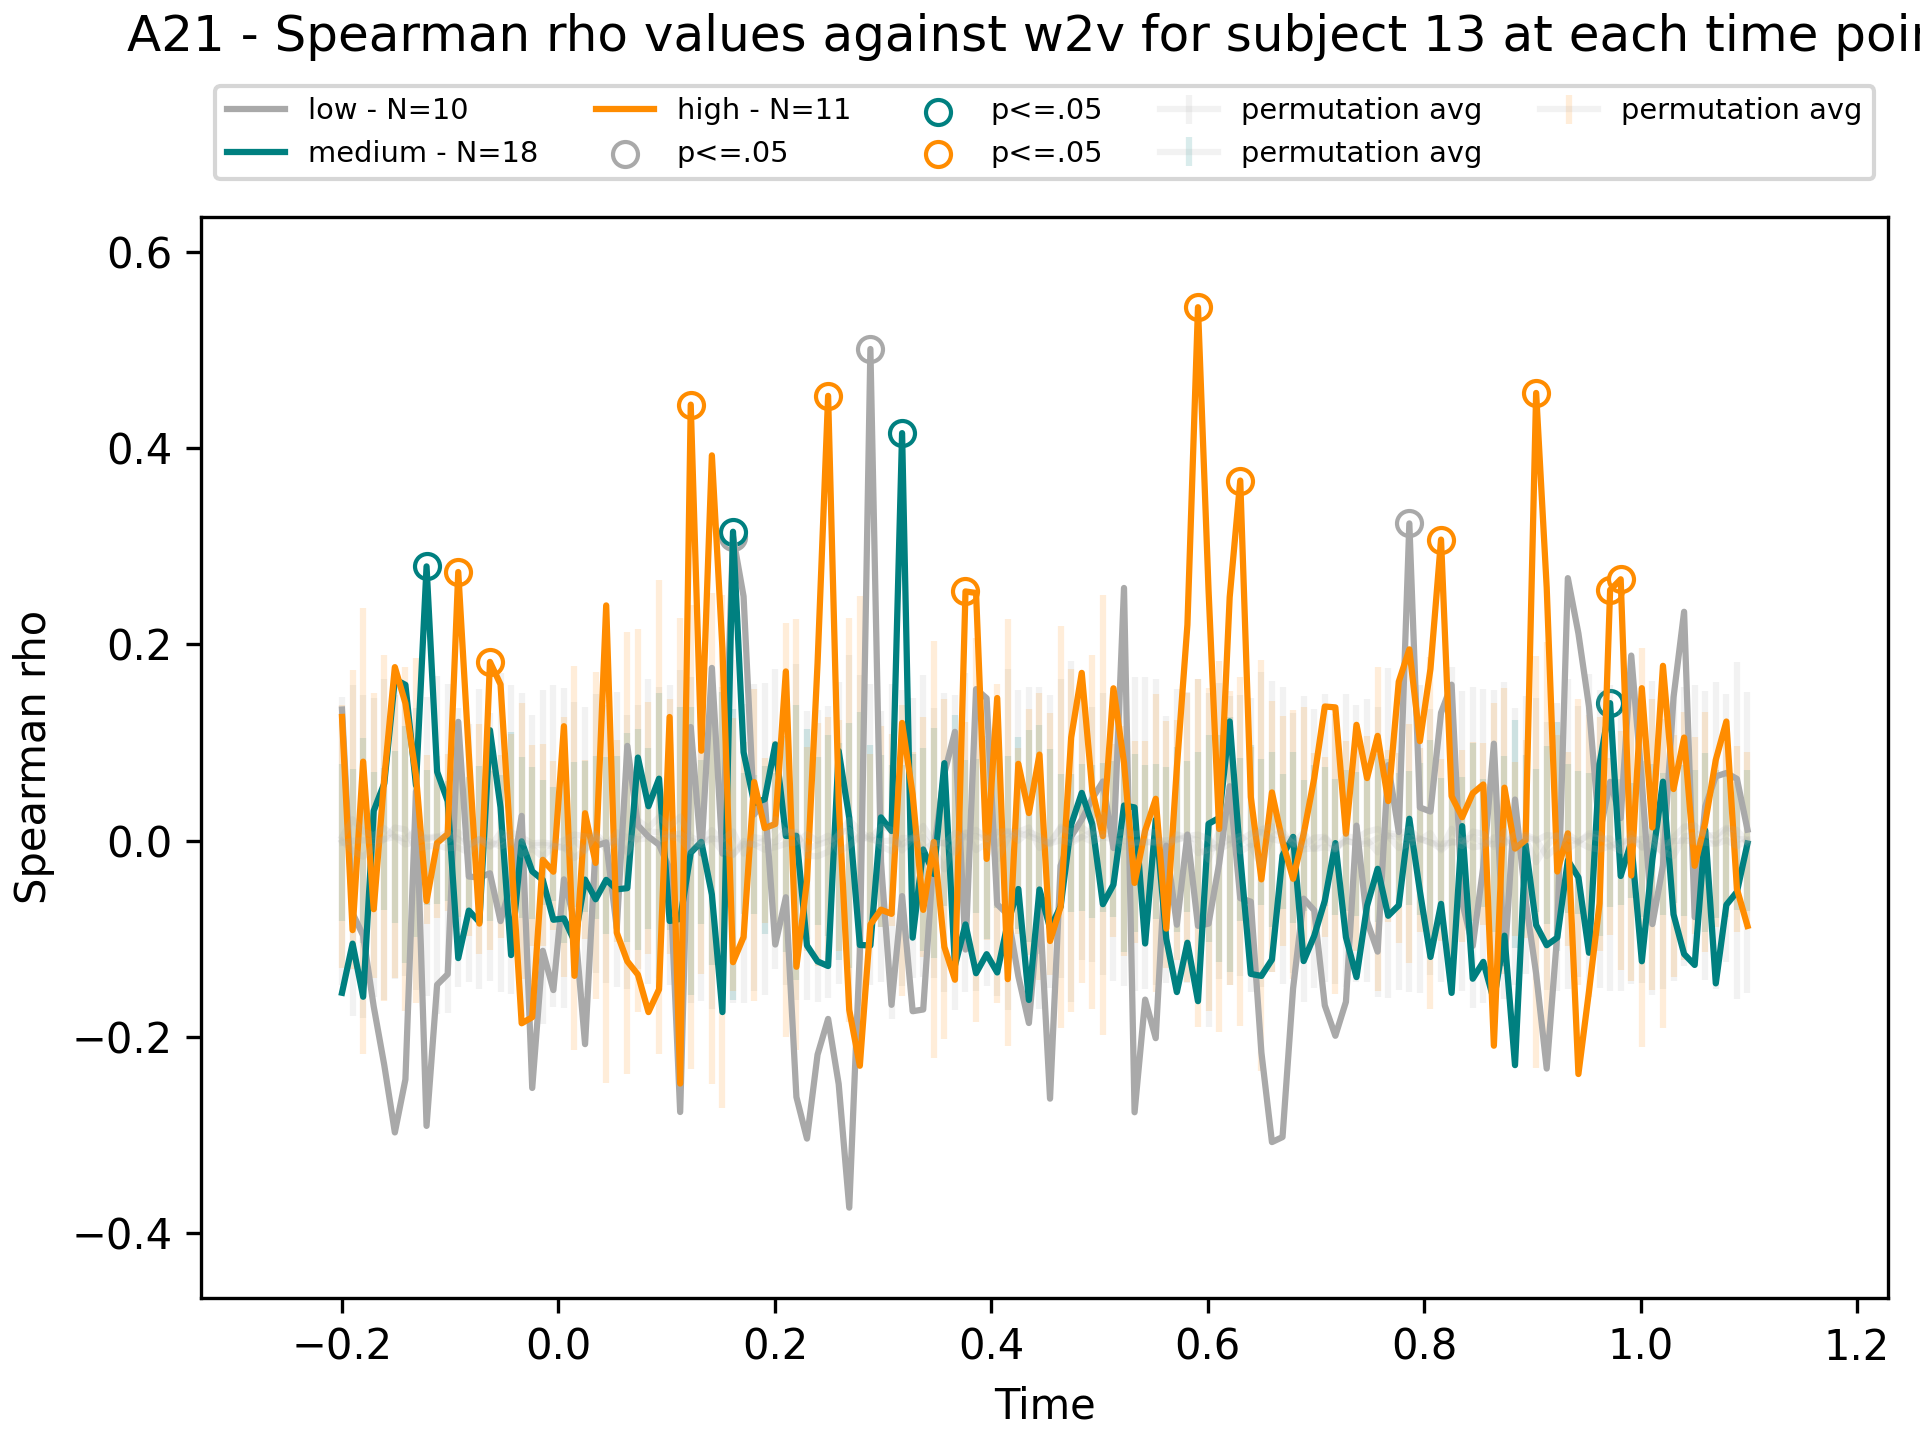 A21 - Spearman rho values against w2v for subject 13 at each time
low - N=10
medium - N=18
high - N=11
p<=.05
p<=.05
p<=.05
permutation avg
permutation avg
permutation avg
Spearman rho
0.6
0.4
0.2
0.0
−0.2
−0.4
−0.2
0.0
0.2
0.4
0.6
0.8
1.0
1.2
Time